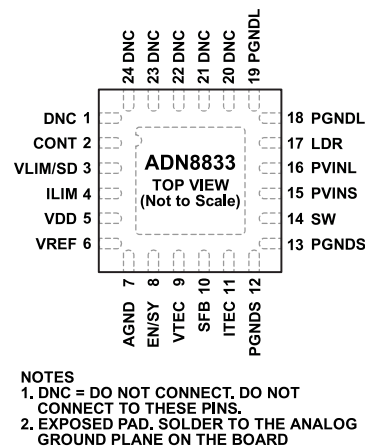 24 DNC
23 DNC
22 DNC
21 DNC
20 DNC
19 PGNDL
DNC 1
CONT 2
VLIM/SD 3
ILIM 4
VDD 5
VREF 6
ADN8833
TOP VIEW
(Not to Scale)
18 PGNDL
17 LDR
16 PVINL
15 PVINS
14 SW
13 PGNDS
AGND 7
EN/SY 8
VTEC 9
SFB 10
ITEC 11
PGNDS 12
NOTES
1. DNC = DO NOT CONNECT. DO NOT
CONNECT TO THESE PINS.
2. EXPOSED PAD. SOLDER TO THE ANALOG
GROUND PLANE ON THE BOARD